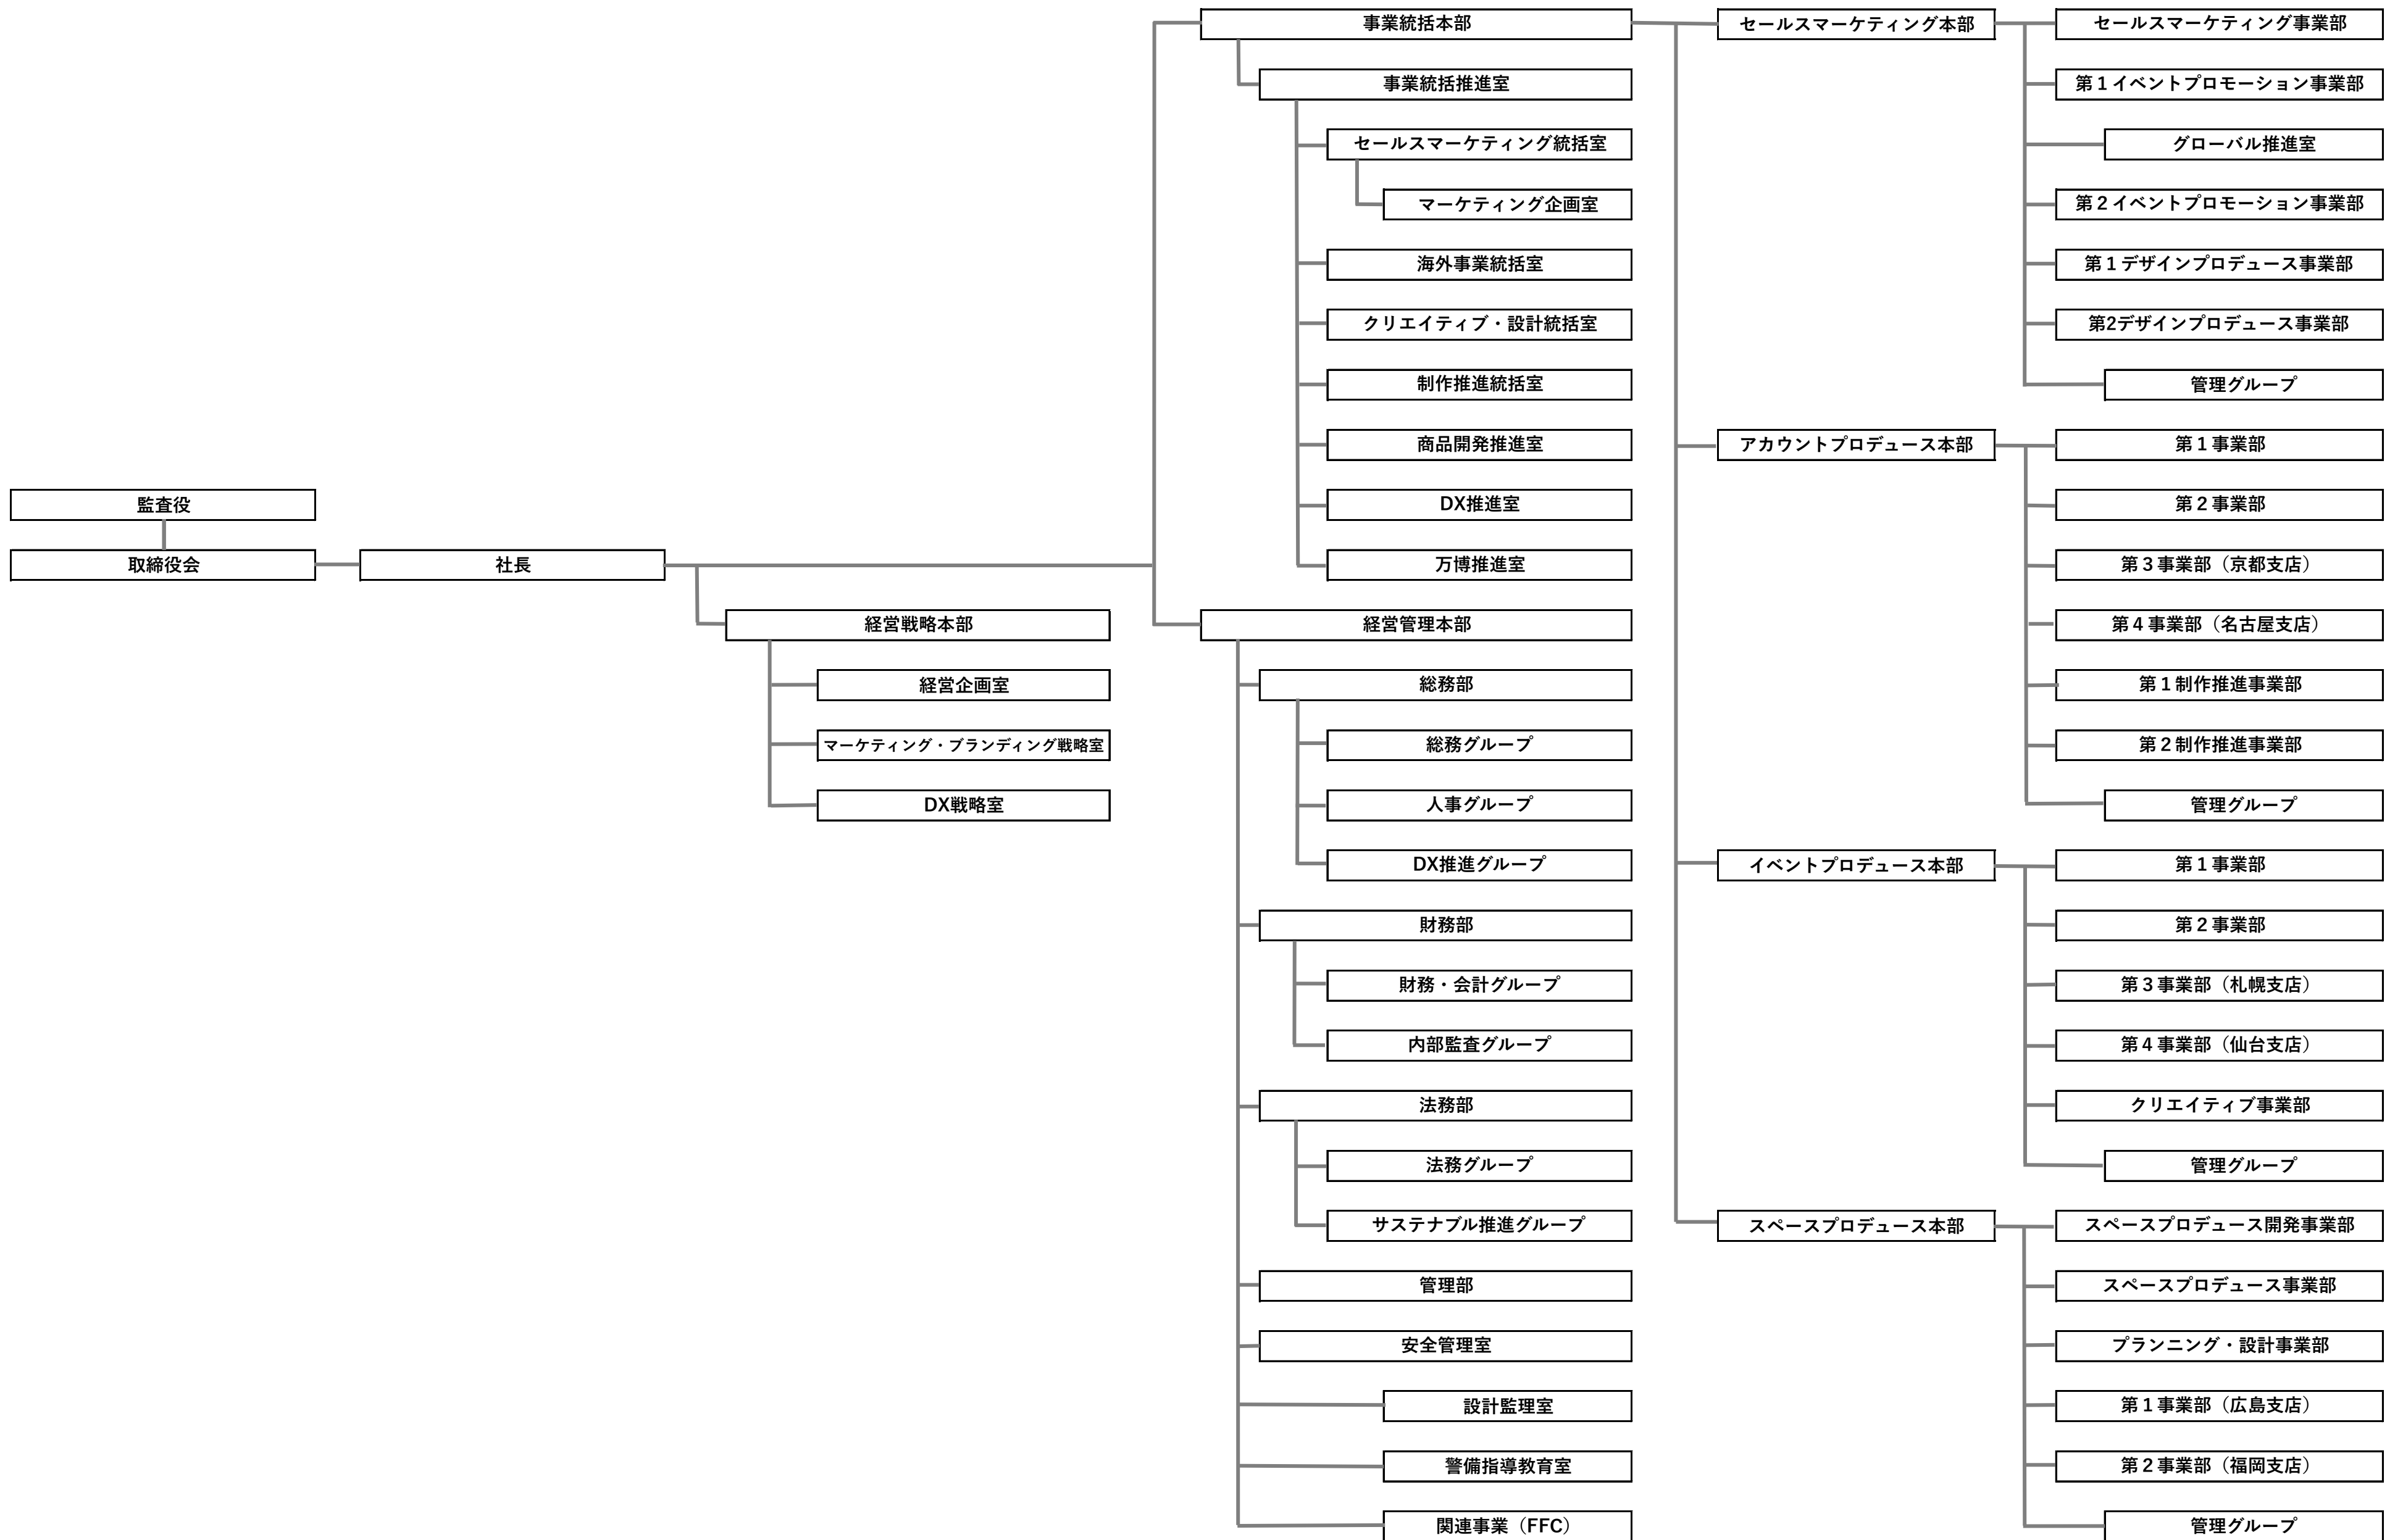 監査役
取締役会
社長
経営戦略本部
経営企画室
マーケティング・ブランディング戦略室
DX戦略室
事業統括本部
事業統括推進室
セールスマーケティング統括室
マーケティング企画室
海外事業統括室
クリエイティブ・設計統括室
制作推進統括室
商品開発推進室
DX推進室
万博推進室
経営管理本部
総務部
総務グループ
人事グループ
DX推進グループ
財務部
財務・会計グループ
内部監査グループ
法務部
法務グループ
サステナブル推進グループ
管理部
安全管理室
設計監理室
警備指導教育室
関連事業（FFC）
セールスマーケティング本部
セールスマーケティング事業部
第１イベントプロモーション事業部
グローバル推進室
第２イベントプロモーション事業部
第１デザインプロデュース事業部
第2デザインプロデュース事業部
管理グループ
アカウントプロデュース本部
第１事業部
第２事業部
第３事業部（京都支店）
第４事業部（名古屋支店）
第１制作推進事業部
第２制作推進事業部
管理グループ
イベントプロデュース本部
第１事業部
第２事業部
第３事業部（札幌支店）
第４事業部（仙台支店）
クリエイティブ事業部
管理グループ
スペースプロデュース本部
スペースプロデュース開発事業部
スペースプロデュース事業部
プランニング・設計事業部
第１事業部（広島支店）
第２事業部（福岡支店）
管理グループ